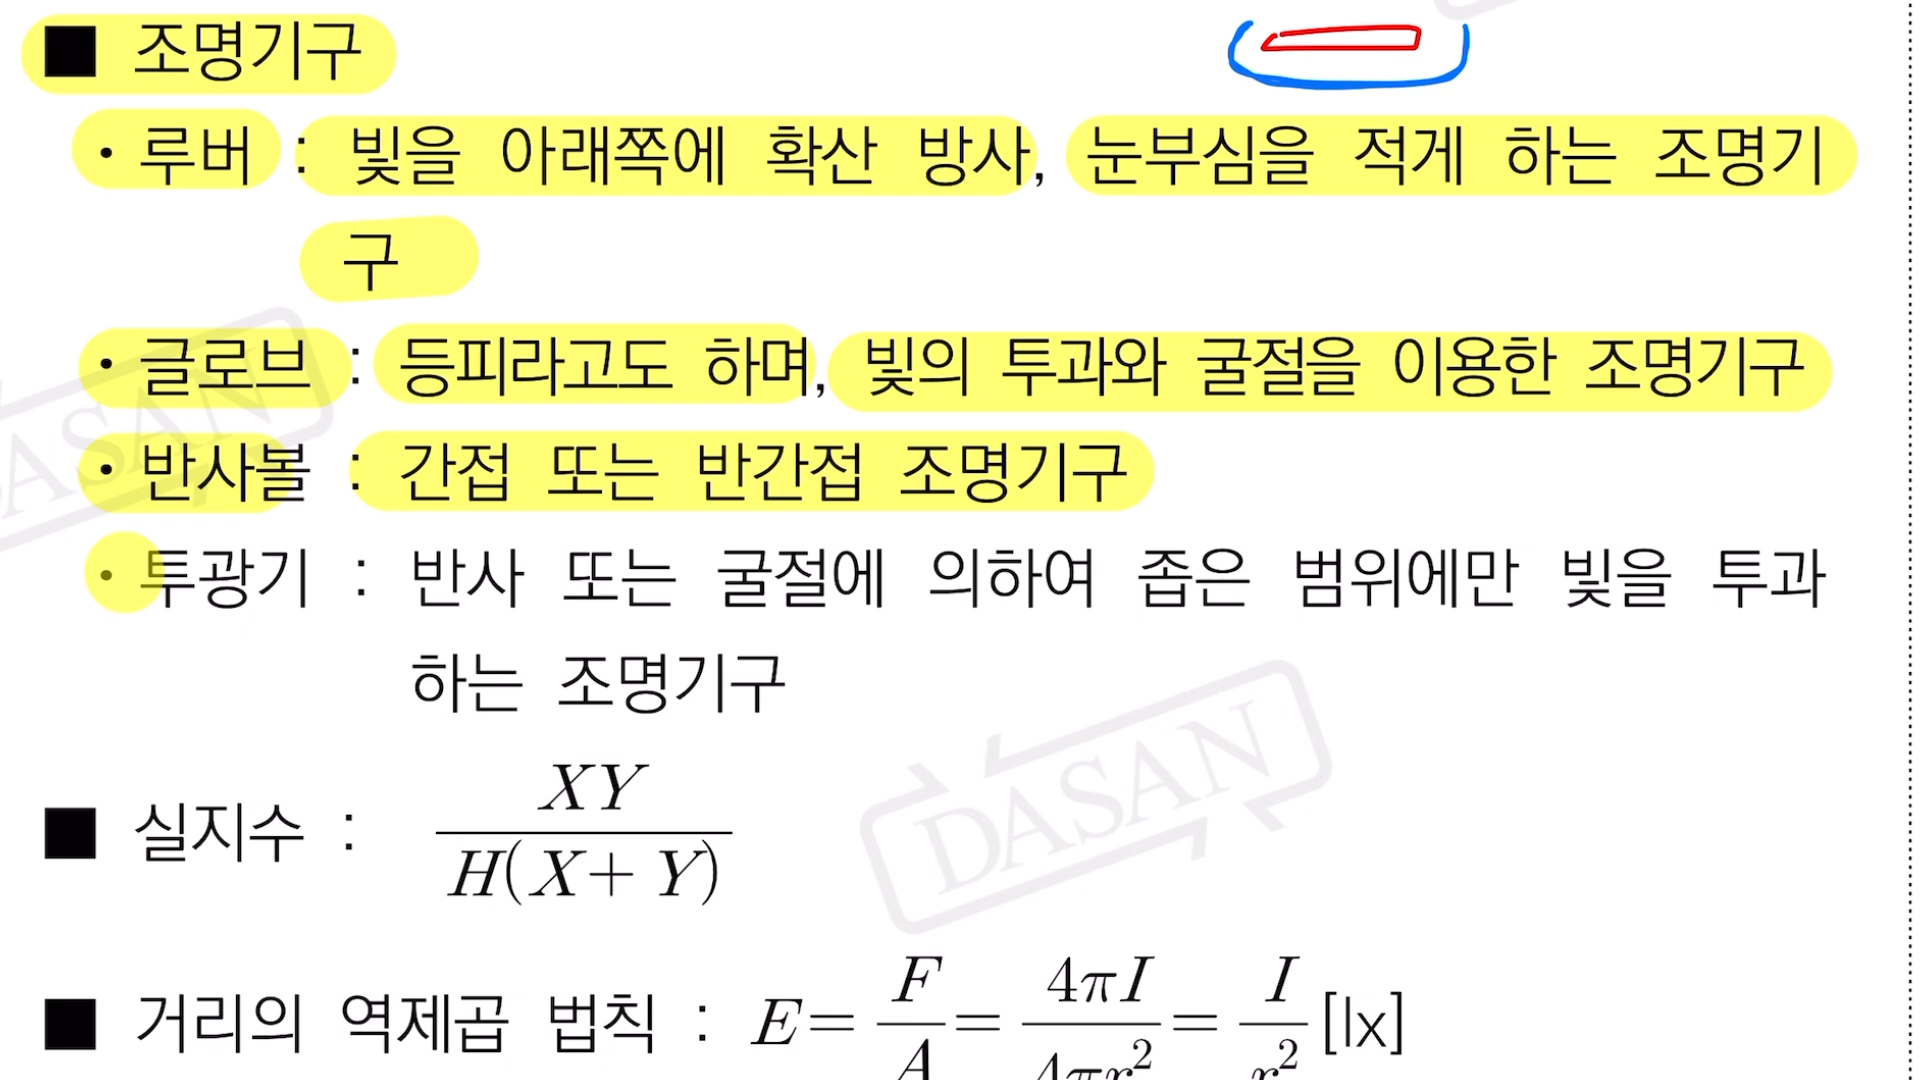 ■ 조명기구
· 루버 : 빛을 아래쪽에 확산 방사, 눈부심을 적게 하는 조명기
구
· 글로브 : 등피라고도 하며, 빛의 투과와 굴절을 이용한 조명기구
· 반사볼 : 간접 또는 반간접 조명기구
· 투광기 : 반사 또는 굴절에 의하여 좁은 범위에만 빛을 투과
하는 조명기구
■ 실지수 : XY / H(X+Y)
■ 거리의 역제곱 법칙 : E = F/A = 4πI/4πr² = I/r² [lx]
DASAN
DASAN